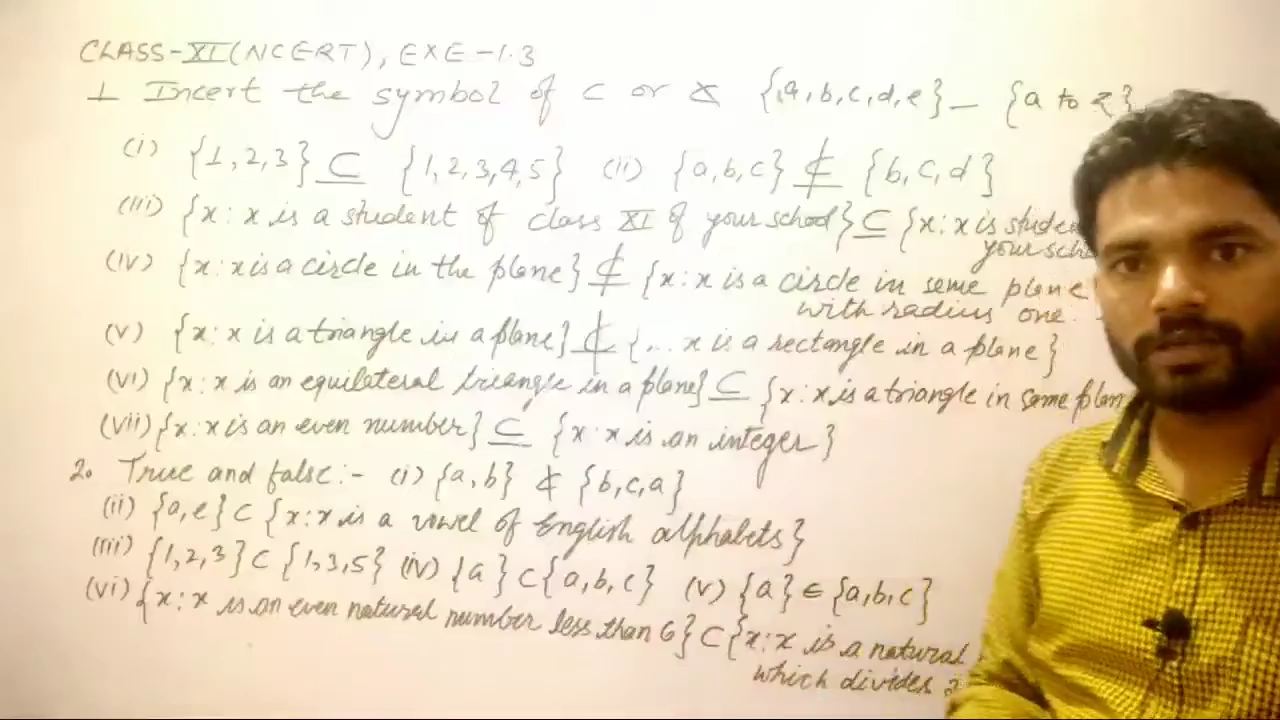 CLASS-XI(NCERT), EXE-1.3
1 Incert the symbol of ⊂ or ⊄ {a,b,c,d,e} _ {a to z}
(i) {1,2,3} ⊂ {1,2,3,4,5} (ii) {a,b,c} ⊄ {b,c,d}
(iii) {x:x is a student of class XI of your school} ⊂ {x:x is
your
(iv) {x:x is a circle in the plane} ⊄ {x:x is a circle in same plane
with radius one.
(v) {x:x is a triangle in a plane} ⊄ {... x is a rectangle in a plane}
(vi) {x:x is an equilateral triangle in a plane} ⊂ {x:x is a triangle in same plan
(vii) {x:x is an even number} ⊂ {x:x is an integer}
2. True and false:- (i) {a,b} ⊄ {b,c,a}
(ii) {a,e} ⊂ {x:x is a vowel of English alphabets}
(iii) {1,2,3} ⊂ {1,3,5} (iv) {a} ⊂ {a,b,c} (v) {a} ∈ {a,b,c}
(vi) {x:x is an even natural number less than 6} ⊂ {x:x is a natural
which divides